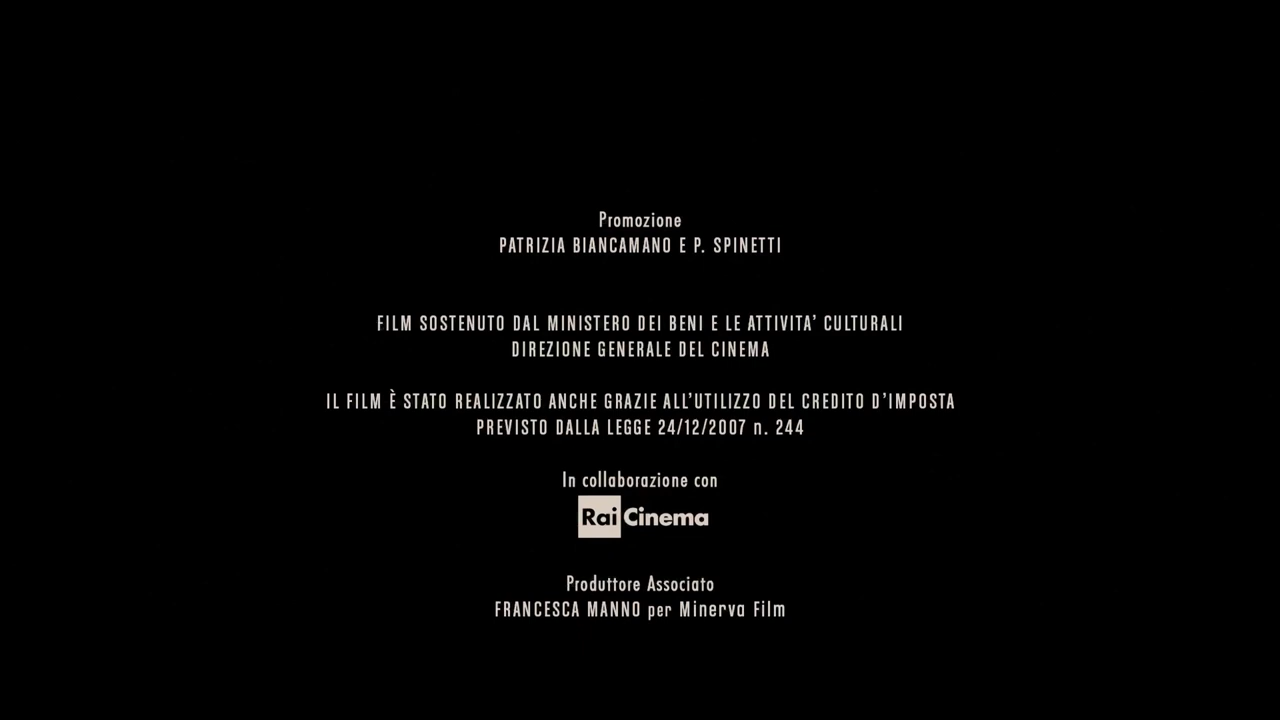 Promozione
PATRIZIA BIANCAMANO E P. SPINETTI
FILM SOSTENUTO DAL MINISTERO DEI BENI E LE ATTIVITA' CULTURALI
DIREZIONE GENERALE DEL CINEMA
IL FILM È STATO REALIZZATO ANCHE GRAZIE ALL'UTILIZZO DEL CREDITO D'IMPOSTA
PREVISTO DALLA LEGGE 24/12/2007 n. 244
In collaborazione con
Rai Cinema
Produttore Associato
FRANCESCA MANNO per Minerva Film